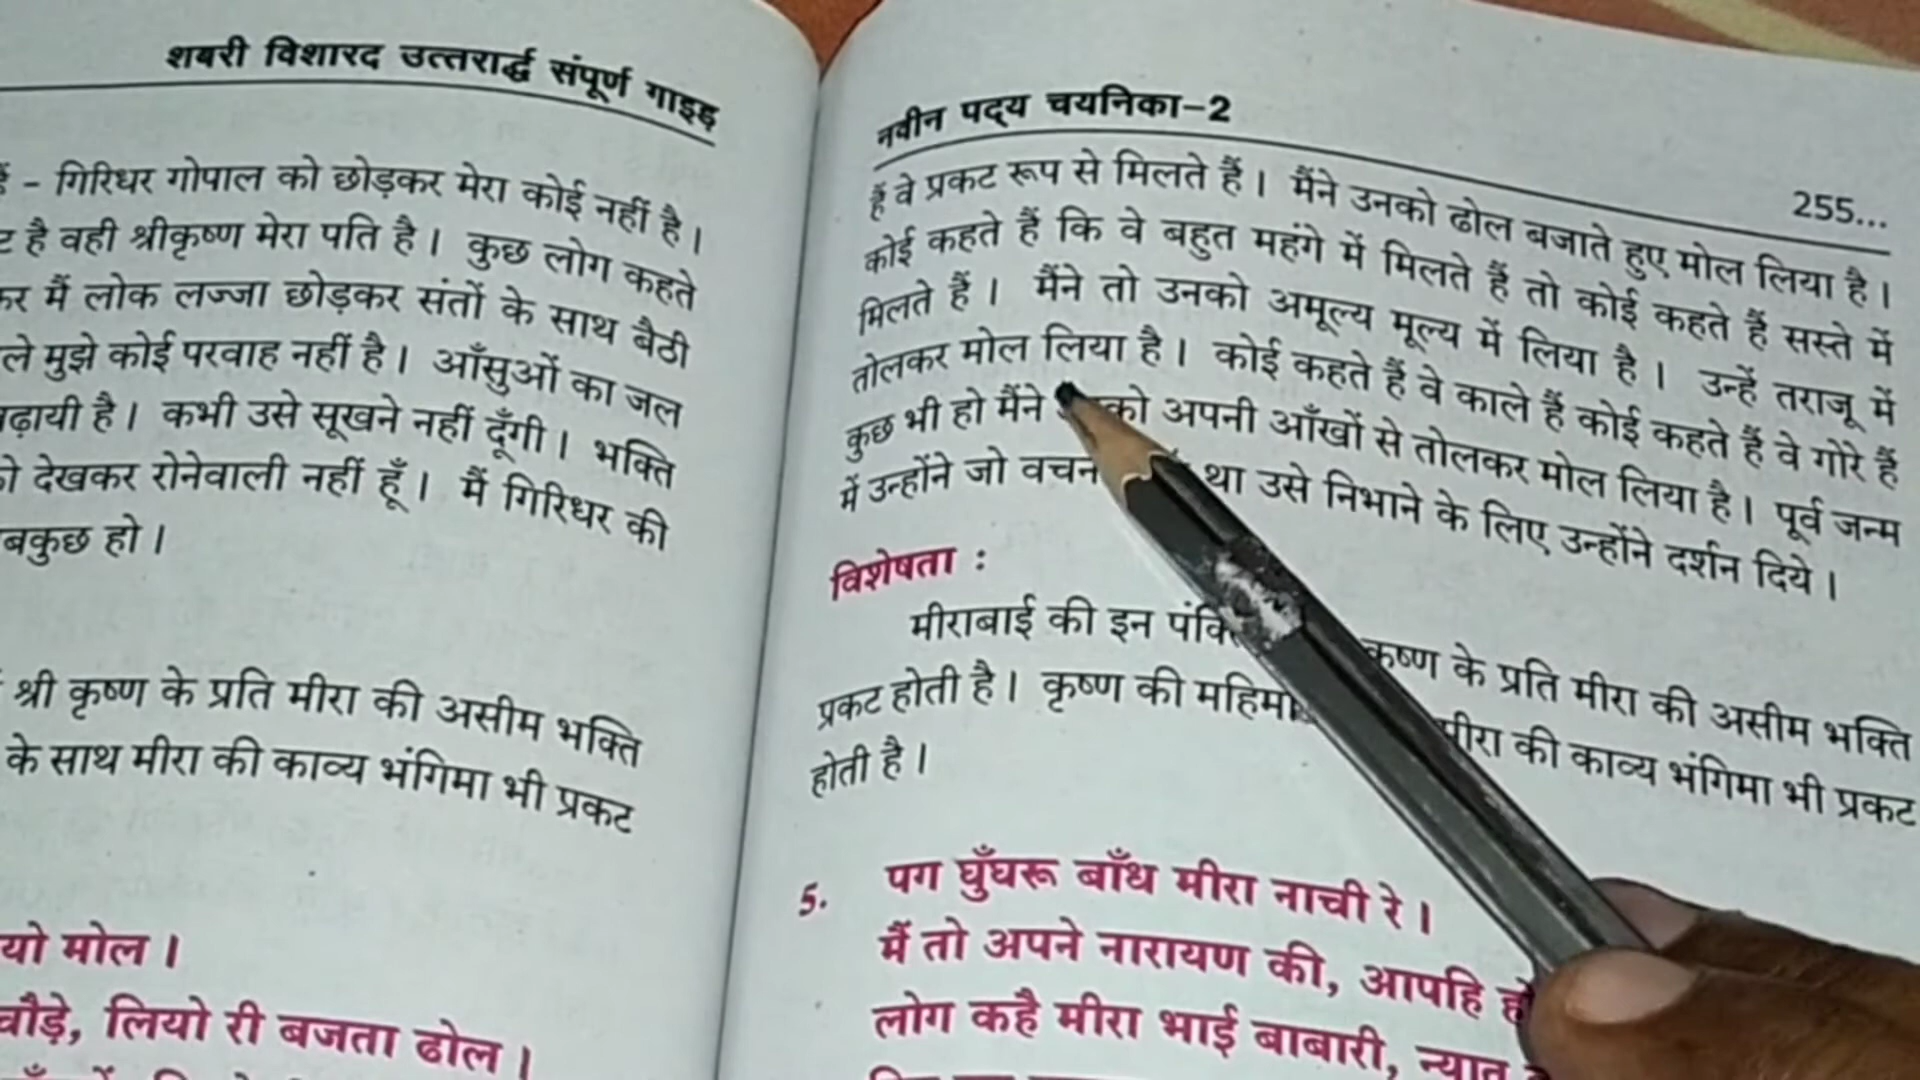 शबरी विशारद उत्तरार्द्ध संपूर्ण गाइड
– गिरिधर गोपाल को छोड़कर मेरा कोई नहीं है।
है वही श्रीकृष्ण मेरा पति है। कुछ लोग कहते
मैं लोक लज्जा छोड़कर संतों के साथ बैठी
मुझे कोई परवाह नहीं है। आँसुओं का जल
है। कभी उसे सूखने नहीं दूँगी। भक्ति
देखकर रोनेवाली नहीं हूँ। मैं गिरिधर की
हो।
श्री कृष्ण के प्रति मीरा की असीम भक्ति
के साथ मीरा की काव्य भंगिमा भी प्रकट
यो मोल।
लियो री बजता ढोल।
नवीन पद्य चयनिका–2
255...
हैं वे प्रकट रूप से मिलते हैं। मैंने उनको ढोल बजाते हुए मोल लिया है।
कोई कहते हैं कि वे बहुत महंगे में मिलते हैं तो कोई कहते हैं सस्ते में
मिलते हैं। मैंने तो उनको अमूल्य मूल्य में लिया है। उन्हें तराजू में
तोलकर मोल लिया है। कोई कहते हैं वे काले हैं कोई कहते हैं वे गोरे हैं
कुछ भी हो मैंने को अपनी आँखों से तोलकर मोल लिया है। पूर्व जन्म
में उन्होंने जो वचन था उसे निभाने के लिए उन्होंने दर्शन दिये।
विशेषता :
मीराबाई की इन कृष्ण के प्रति मीरा की असीम भक्ति
प्रकट होती है। कृष्ण की महिमा मीरा की काव्य भंगिमा भी प्रकट
होती है।
5. पग घुँघरू बाँध मीरा नाची रे।
मैं तो अपने नारायण की, आपहि
लोग कहै मीरा भाई बाबारी,